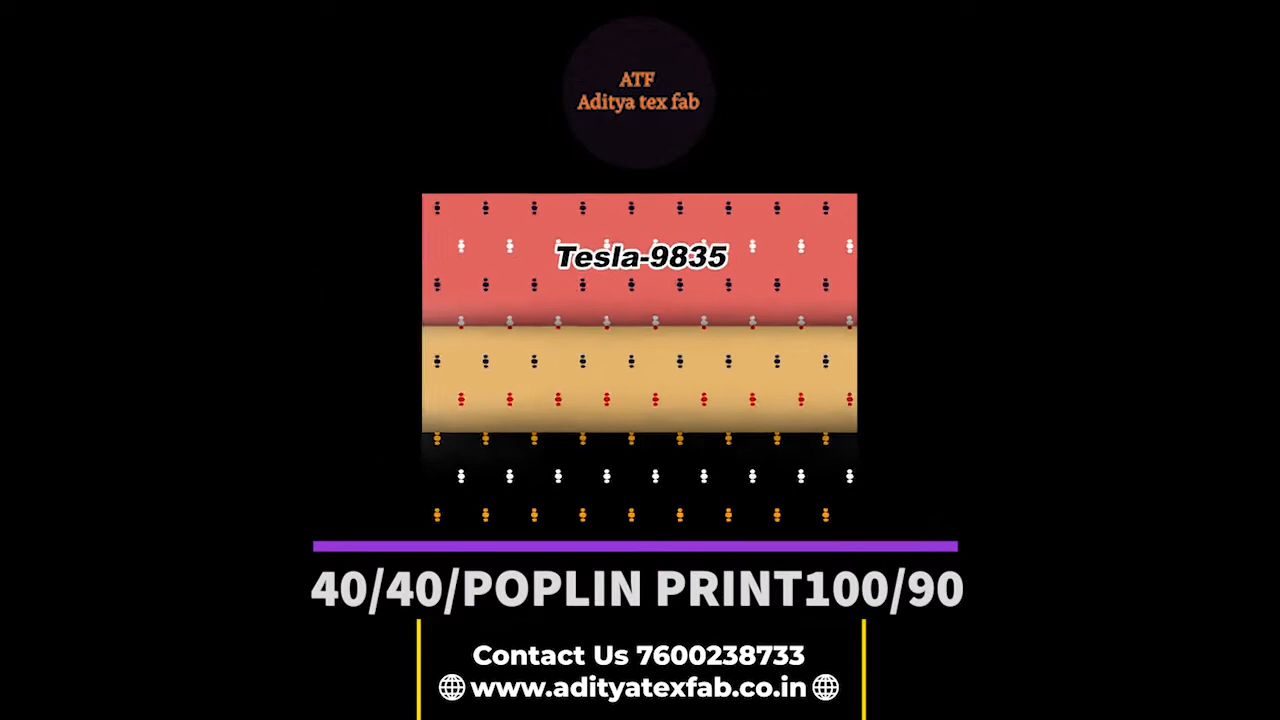 ATF
Aditya tex fab
Tesla-9835
40/40/POPLIN PRINT100/90
Contact Us 7600238733
www.adityatexfab.co.in